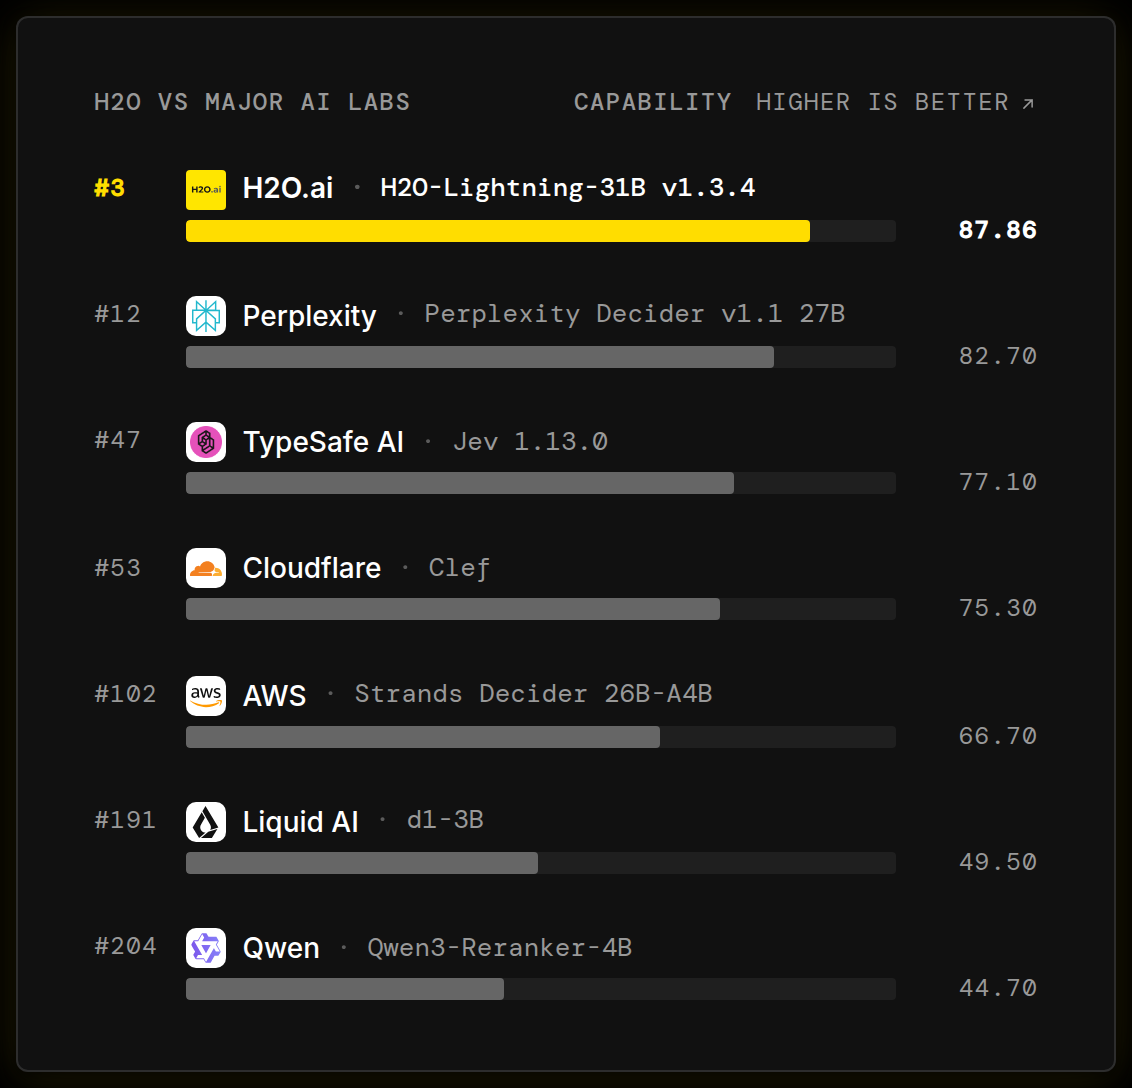 H2O VS MAJOR AI LABS CAPABILITY HIGHER IS BETTER ↗
#3 H2O.ai H2O.ai · H2O-Lightning-31B v1.3.4
87.86
#12 Perplexity · Perplexity Decider v1.1 27B
82.70
#47 TypeSafe AI · Jev 1.13.0
77.10
#53 Cloudflare · Clef
75.30
#102 aws AWS · Strands Decider 26B-A4B
66.70
#191 Liquid AI · d1-3B
49.50
#204 Qwen · Qwen3-Reranker-4B
44.70